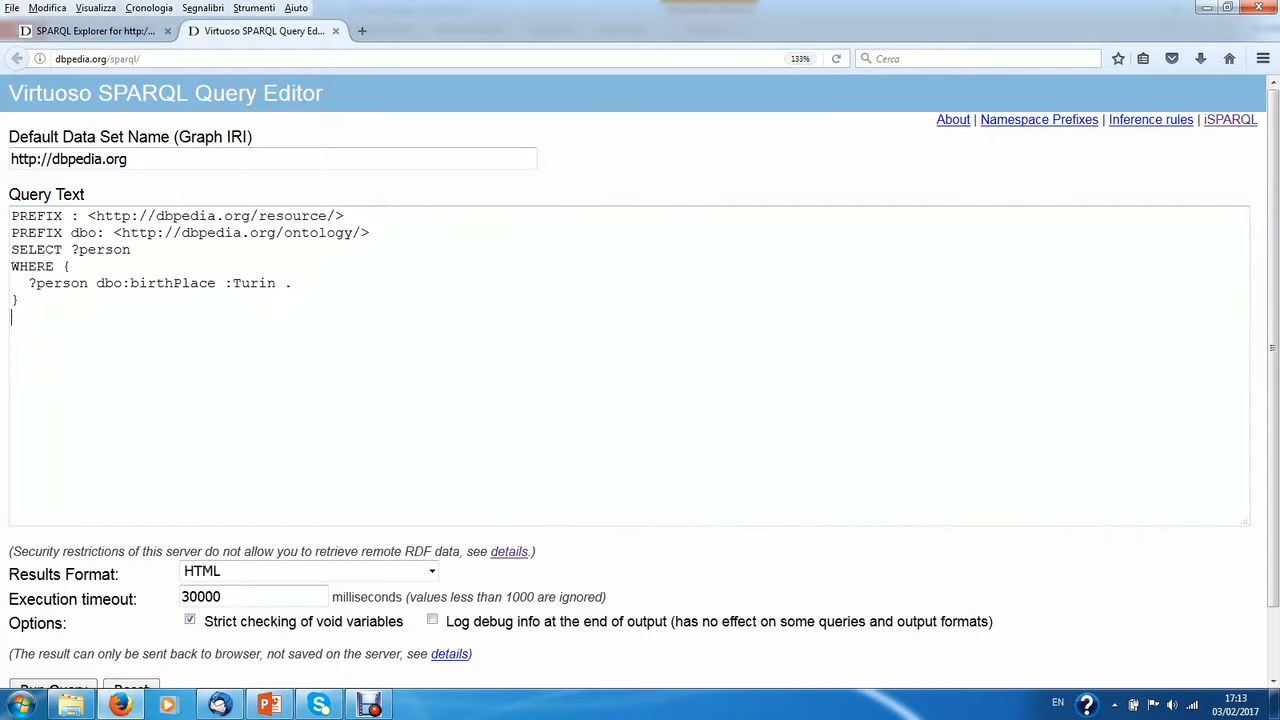 File Modifica Visualizza Cronologia Segnalibri Strumenti Aiuto
D SPARQL Explorer for http:/... × D Virtuoso SPARQL Query Ed... × +
dbpedia.org/sparql/ 133% Cerca
Virtuoso SPARQL Query Editor
About | Namespace Prefixes | Inference rules | iSPARQL
Default Data Set Name (Graph IRI)
http://dbpedia.org
Query Text
PREFIX : <http://dbpedia.org/resource/>
PREFIX dbo: <http://dbpedia.org/ontology/>
SELECT ?person
WHERE {
?person dbo:birthPlace :Turin .
}
(Security restrictions of this server do not allow you to retrieve remote RDF data, see details.)
Results Format: HTML
Execution timeout: 30000 milliseconds (values less than 1000 are ignored)
Options: Strict checking of void variables Log debug info at the end of output (has no effect on some queries and output formats)
(The result can only be sent back to browser, not saved on the server, see details)
Run Query Reset
EN 17:13
03/02/2017